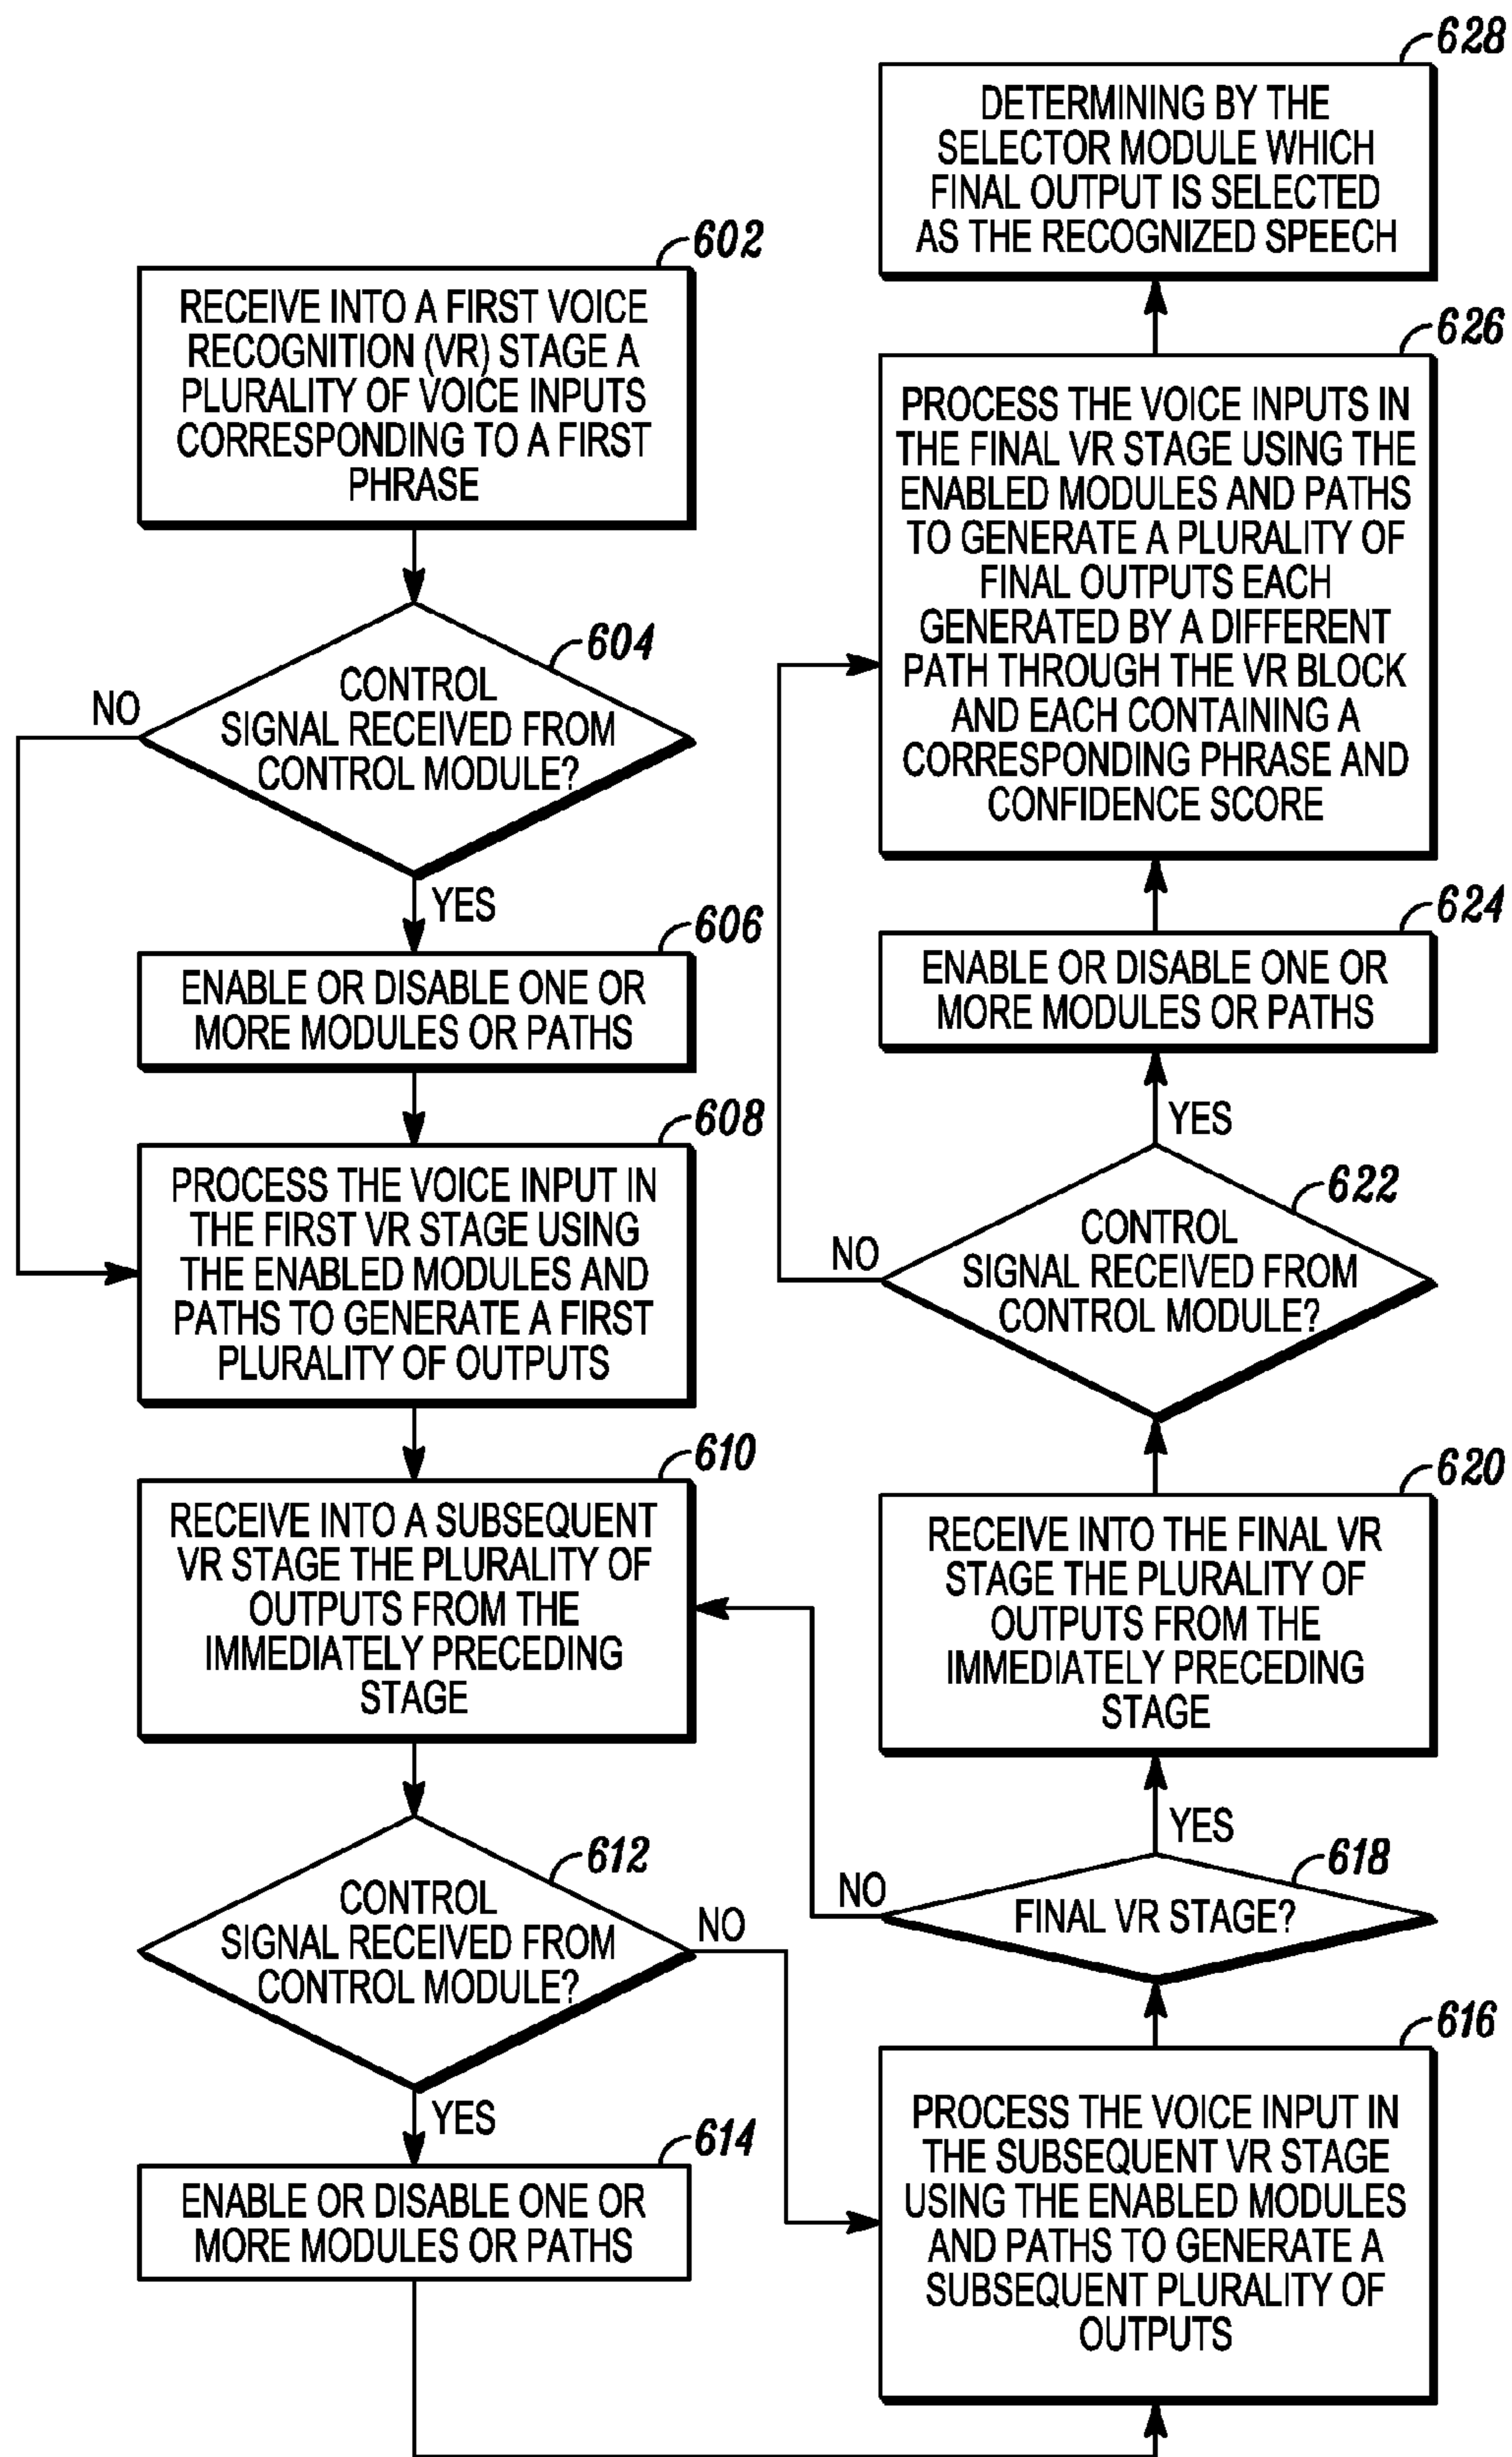 602
RECEIVE INTO A FIRST VOICE
RECOGNITION (VR) STAGE A
PLURALITY OF VOICE INPUTS
CORRESPONDING TO A FIRST
PHRASE
604
CONTROL
SIGNAL RECEIVED FROM
CONTROL MODULE?
NO
YES
606
ENABLE OR DISABLE ONE OR
MORE MODULES OR PATHS
608
PROCESS THE VOICE INPUT IN
THE FIRST VR STAGE USING
THE ENABLED MODULES AND
PATHS TO GENERATE A FIRST
PLURALITY OF OUTPUTS
610
RECEIVE INTO A SUBSEQUENT
VR STAGE THE PLURALITY OF
OUTPUTS FROM THE
IMMEDIATELY PRECEDING
STAGE
612
CONTROL
SIGNAL RECEIVED FROM
CONTROL MODULE?
NO
YES
614
ENABLE OR DISABLE ONE OR
MORE MODULES OR PATHS
616
PROCESS THE VOICE INPUT IN
THE SUBSEQUENT VR STAGE
USING THE ENABLED MODULES
AND PATHS TO GENERATE A
SUBSEQUENT PLURALITY OF
OUTPUTS
618
FINAL VR STAGE?
NO
YES
620
RECEIVE INTO THE FINAL VR
STAGE THE PLURALITY OF
OUTPUTS FROM THE
IMMEDIATELY PRECEDING
STAGE
622
CONTROL
SIGNAL RECEIVED FROM
CONTROL MODULE?
NO
YES
624
ENABLE OR DISABLE ONE OR
MORE MODULES OR PATHS
626
PROCESS THE VOICE INPUTS IN
THE FINAL VR STAGE USING THE
ENABLED MODULES AND PATHS
TO GENERATE A PLURALITY OF
FINAL OUTPUTS EACH
GENERATED BY A DIFFERENT
PATH THROUGH THE VR BLOCK
AND EACH CONTAINING A
CORRESPONDING PHRASE AND
CONFIDENCE SCORE
628
DETERMINING BY THE
SELECTOR MODULE WHICH
FINAL OUTPUT IS SELECTED
AS THE RECOGNIZED SPEECH